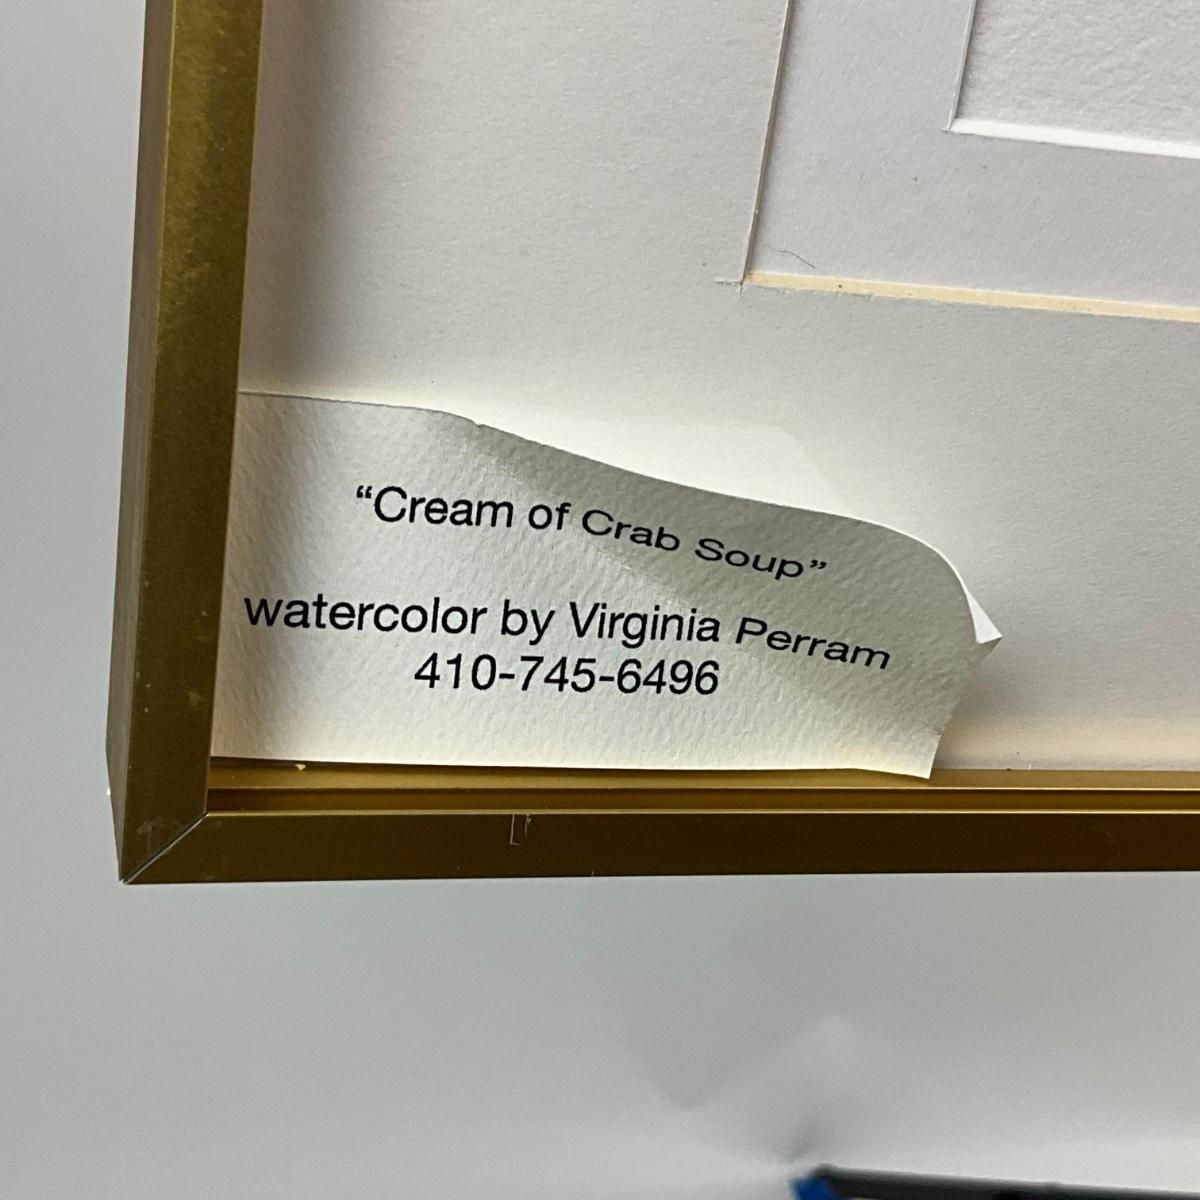 “Cream of Crab Soup”
watercolor by Virginia Perram
410-745-6496